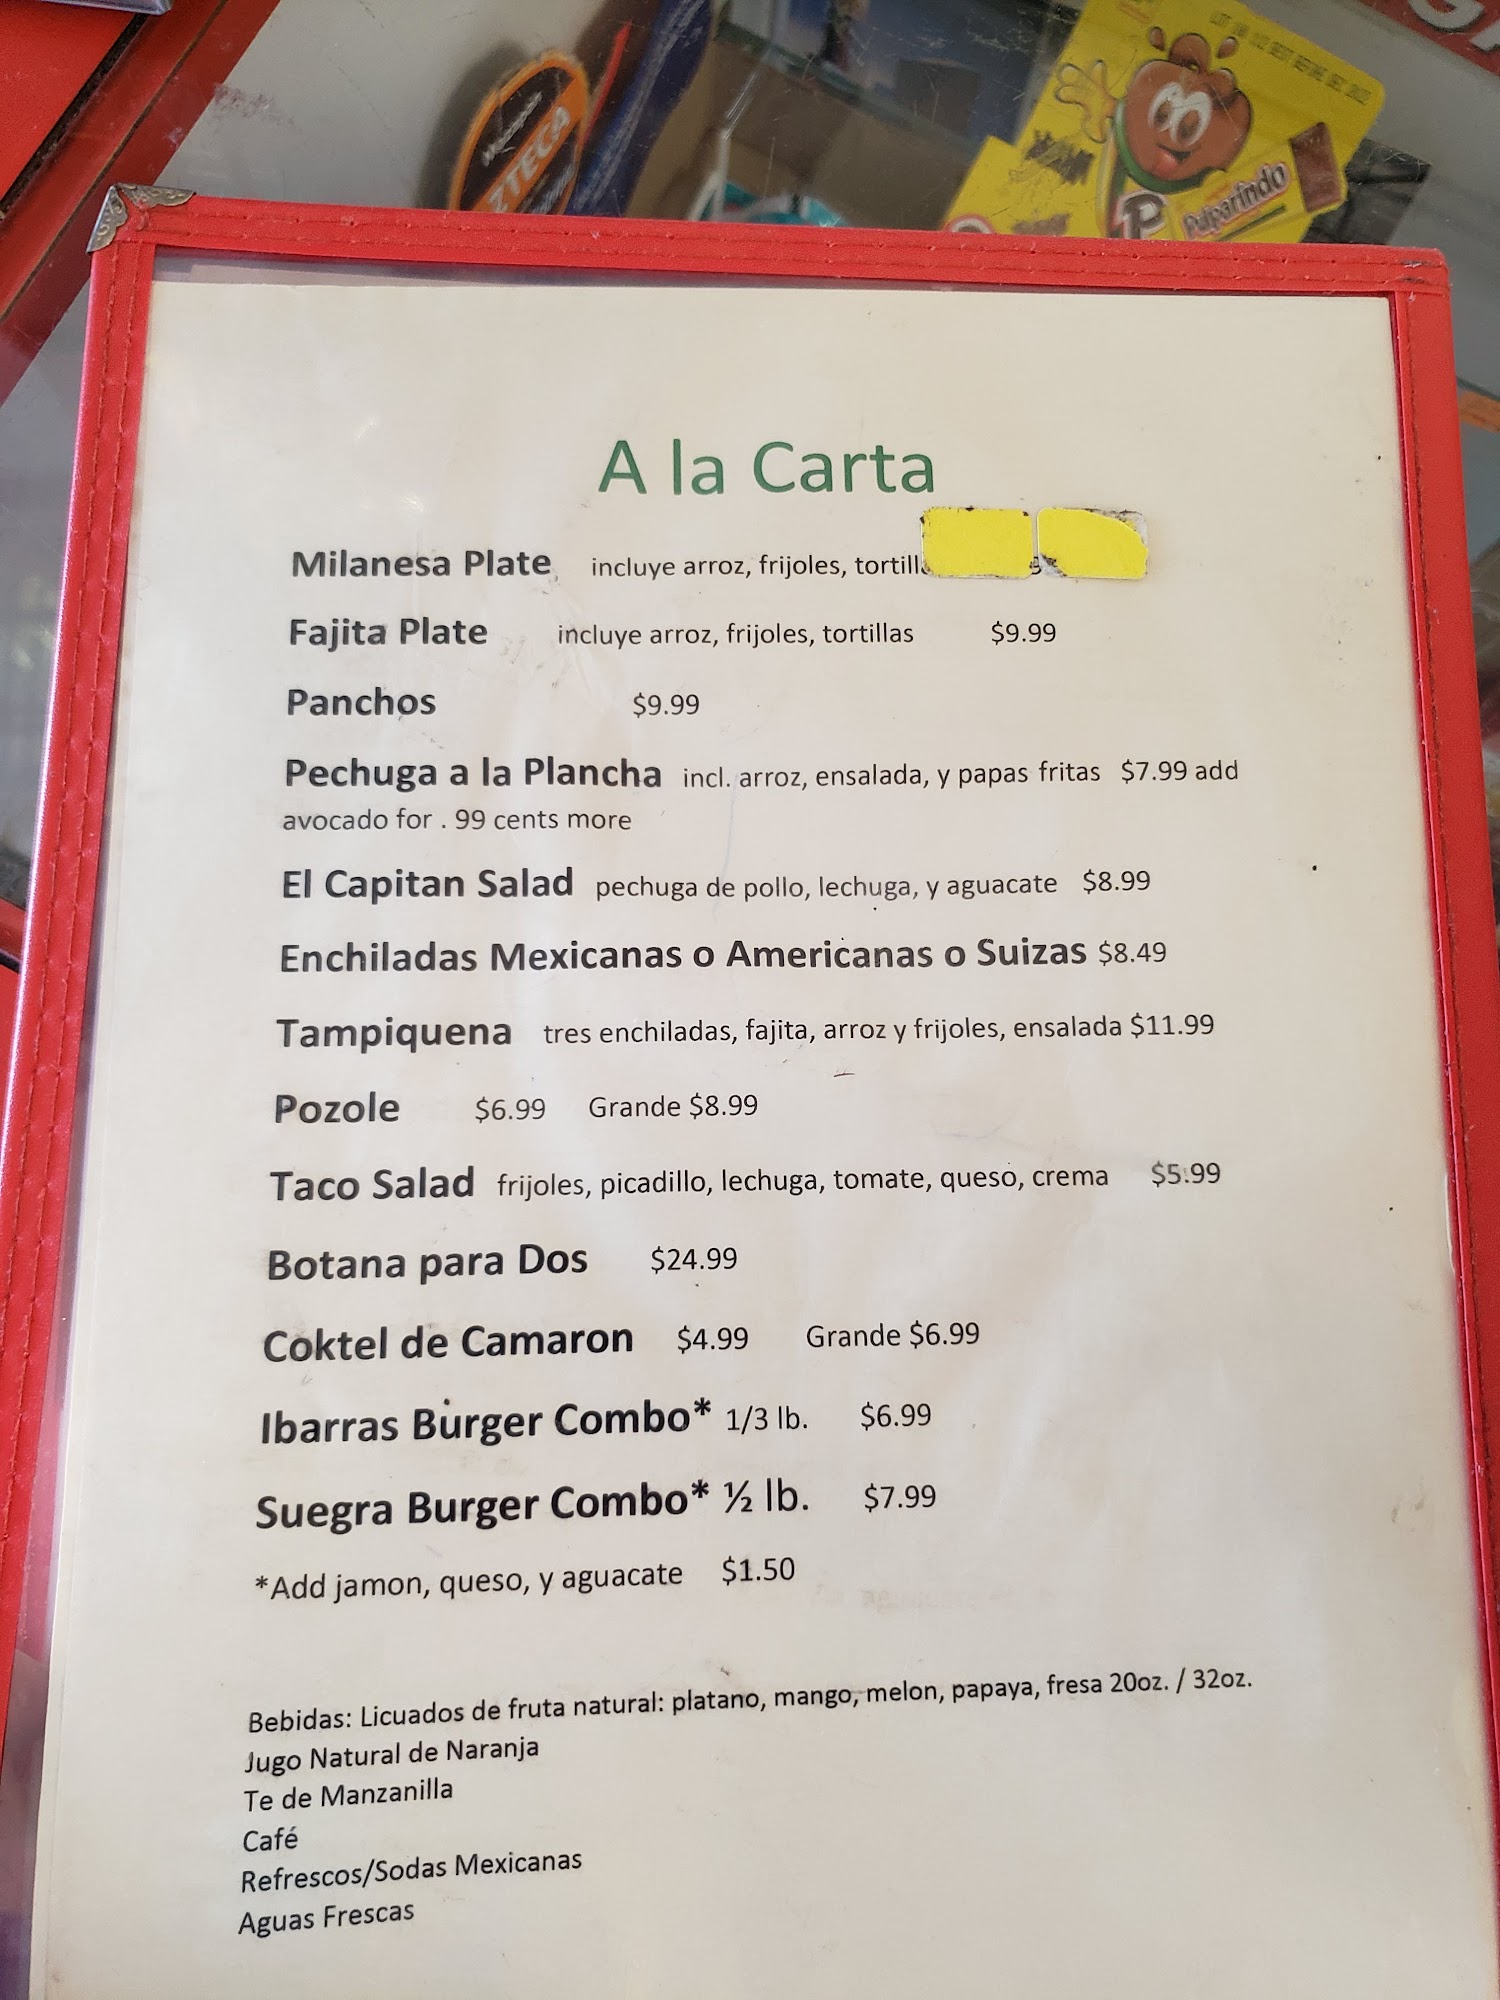 ZTECA
Pulparindo
A la Carta
Milanesa Plate incluye arroz, frijoles,
Fajita Plate incluye arroz, frijoles, tortillas $9.99
Panchos $9.99
Pechuga a la Plancha incl. arroz, ensalada, y papas fritas $7.99 add
avocado for . 99 cents more
El Capitan Salad pechuga de pollo, lechuga, y aguacate $8.99
Enchiladas Mexicanas o Americanas o Suizas $8.49
Tampiquena tres enchiladas, fajita, arroz y frijoles, ensalada $11.99
Pozole $6.99 Grande $8.99
Taco Salad frijoles, picadillo, lechuga, tomate, queso, crema $5.99
Botana para Dos $24.99
Coktel de Camaron $4.99 Grande $6.99
Ibarras Burger Combo* 1/3 lb. $6.99
Suegra Burger Combo* ½ lb. $7.99
*Add jamon, queso, y aguacate $1.50
Bebidas: Licuados de fruta natural: platano, mango, melon, papaya, fresa 20oz. / 32oz.
Jugo Natural de Naranja
Te de Manzanilla
Café
Refrescos/Sodas Mexicanas
Aguas Frescas